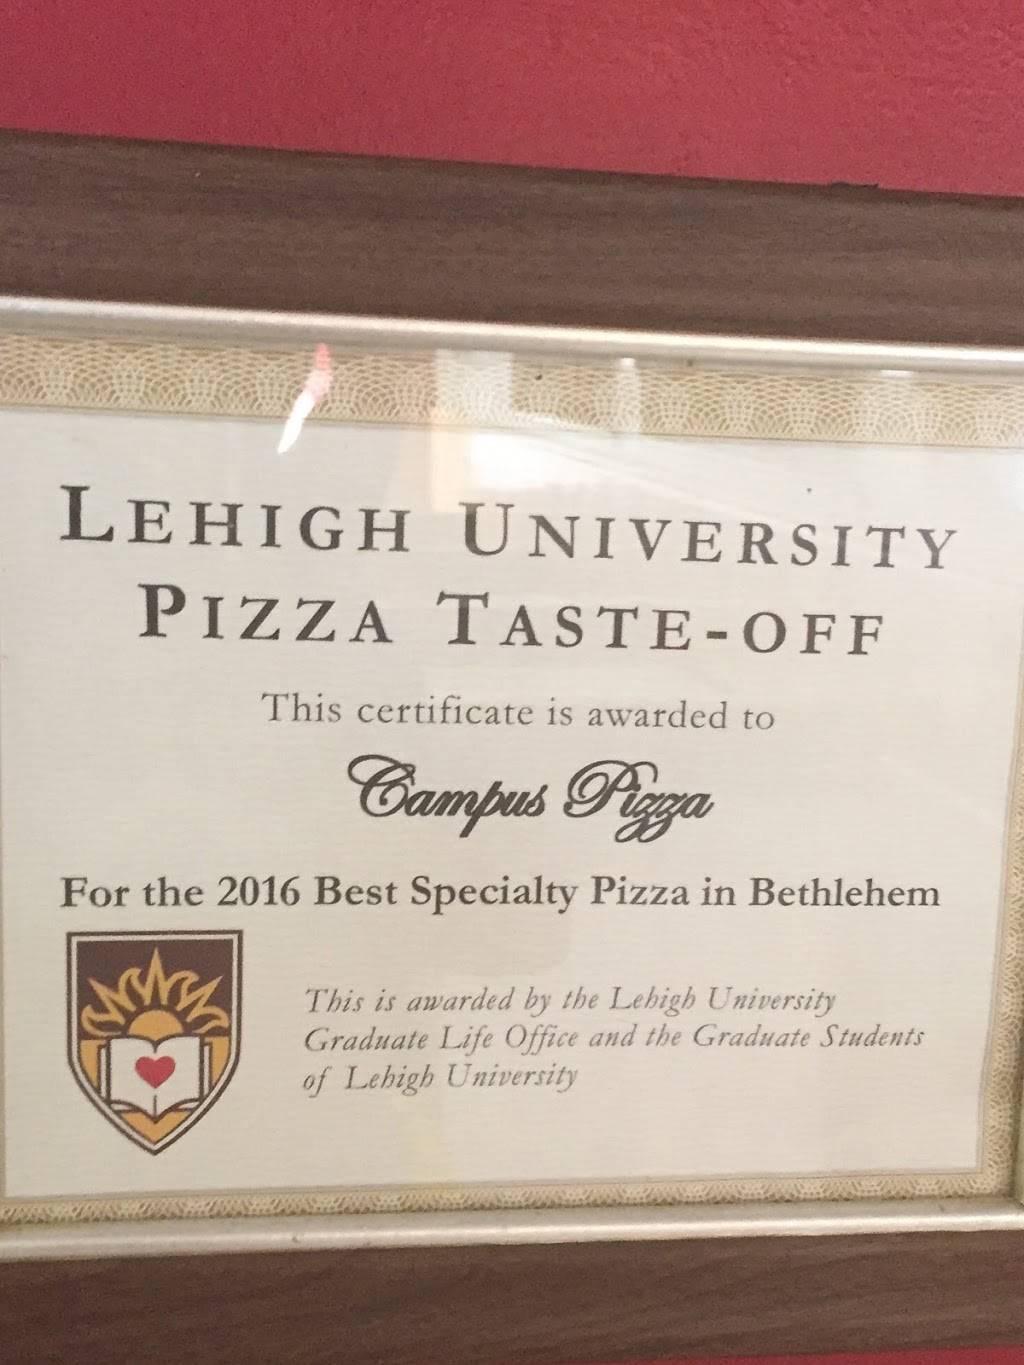 LEHIGH UNIVERSITY
PIZZA TASTE-OFF
This certificate is awarded to
Campus Pizza
For the 2016 Best Specialty Pizza in Bethlehem
This is awarded by the Lehigh University
Graduate Life Office and the Graduate Students
of Lehigh University